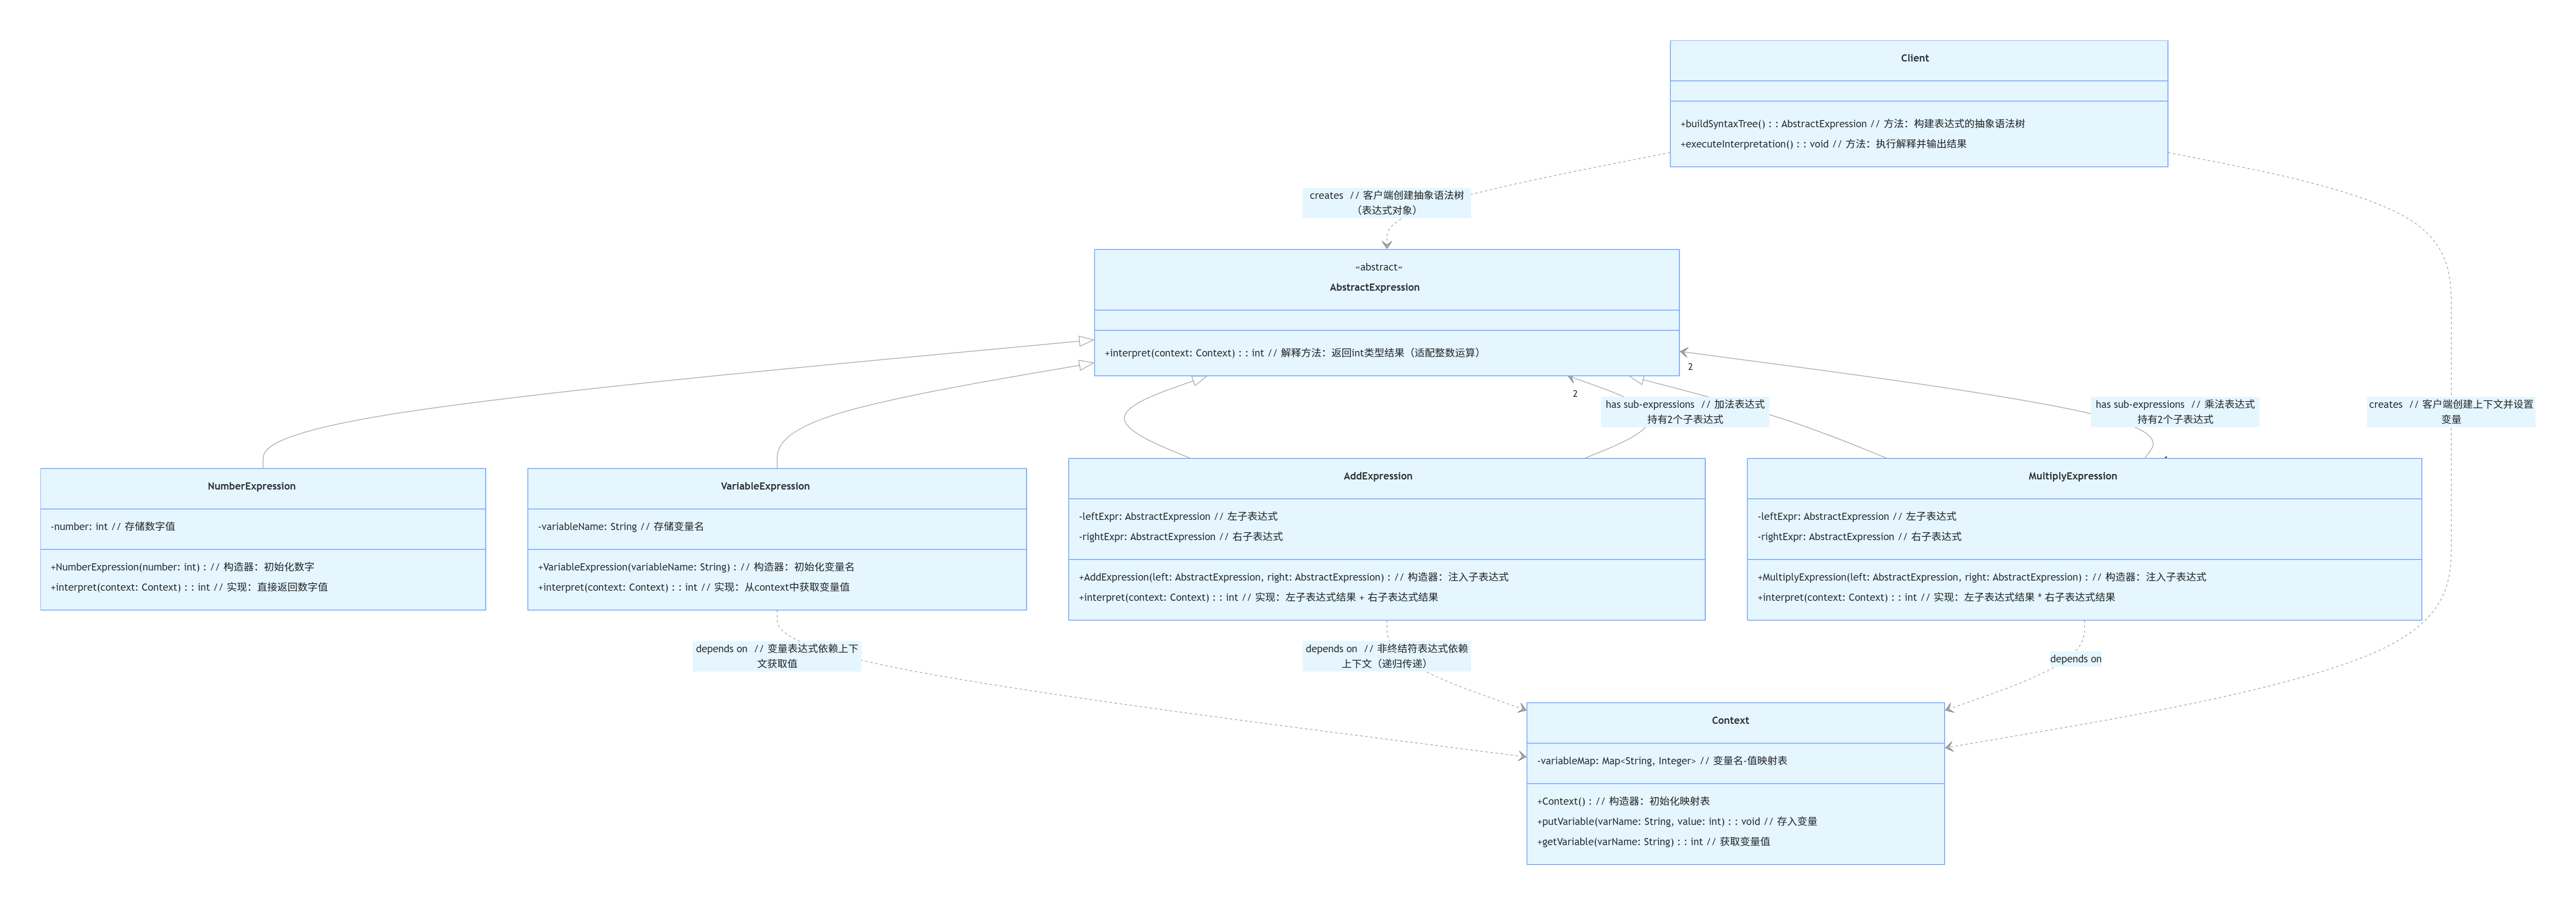 Client
+buildSyntaxTree() : : AbstractExpression // 方法：构建表达式的抽象语法树
+executeInterpretation() : : void // 方法：执行解释并输出结果
creates // 客户端创建抽象语法树
（表达式对象）
«abstract»
AbstractExpression
+interpret(context: Context) : : int // 解释方法：返回int类型结果（适配整数运算）
2
2
has sub-expressions // 加法表达式
持有2个子表达式
has sub-expressions // 乘法表达式
持有2个子表达式
creates // 客户端创建上下文并设置
变量
NumberExpression
-number: int // 存储数字值
+NumberExpression(number: int) : // 构造器：初始化数字
+interpret(context: Context) : : int // 实现：直接返回数字值
VariableExpression
-variableName: String // 存储变量名
+VariableExpression(variableName: String) : // 构造器：初始化变量名
+interpret(context: Context) : : int // 实现：从context中获取变量值
AddExpression
-leftExpr: AbstractExpression // 左子表达式
-rightExpr: AbstractExpression // 右子表达式
+AddExpression(left: AbstractExpression, right: AbstractExpression) : // 构造器：注入子表达式
+interpret(context: Context) : : int // 实现：左子表达式结果 + 右子表达式结果
MultiplyExpression
-leftExpr: AbstractExpression // 左子表达式
-rightExpr: AbstractExpression // 右子表达式
+MultiplyExpression(left: AbstractExpression, right: AbstractExpression) : // 构造器：注入子表达式
+interpret(context: Context) : : int // 实现：左子表达式结果 * 右子表达式结果
depends on // 变量表达式依赖上下
文获取值
depends on // 非终结符表达式依赖
上下文（递归传递）
depends on
Context
-variableMap: Map<String, Integer> // 变量名-值映射表
+Context() : // 构造器：初始化映射表
+putVariable(varName: String, value: int) : : void // 存入变量
+getVariable(varName: String) : : int // 获取变量值